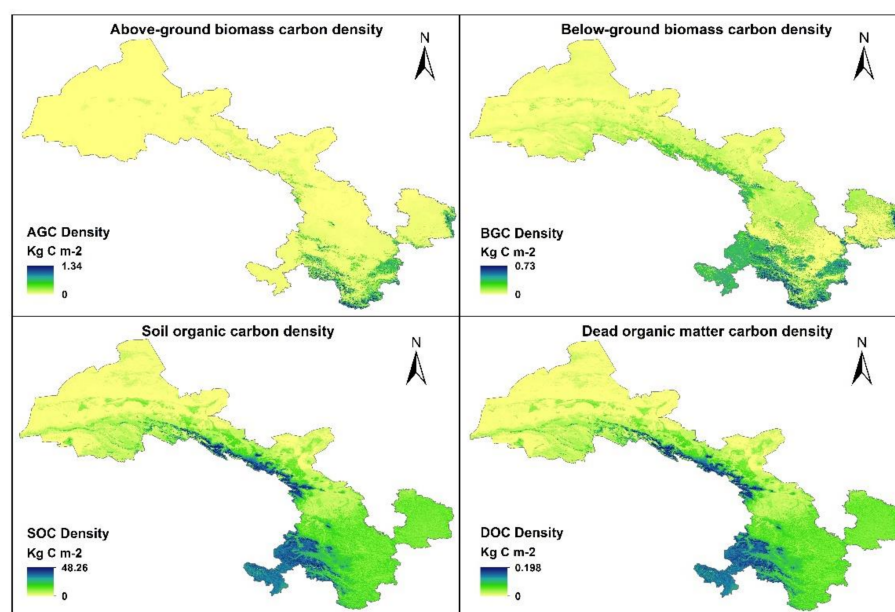 Above-ground biomass carbon density
N
AGC Density
Kg C m-2
1.34
0
Below-ground biomass carbon density
N
BGC Density
Kg C m-2
0.73
0
Soil organic carbon density
N
SOC Density
Kg C m-2
48.26
0
Dead organic matter carbon density
N
DOC Density
Kg C m-2
0.198
0